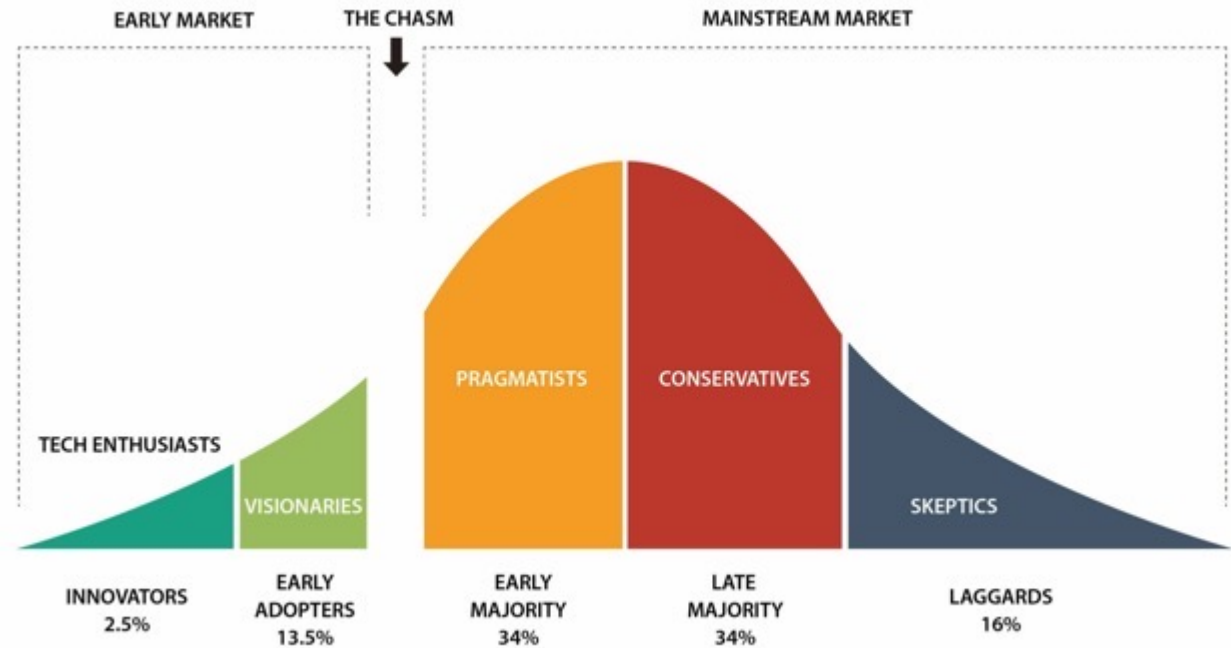 EARLY MARKET
THE CHASM
MAINSTREAM MARKET
TECH ENTHUSIASTS
VISIONARIES
PRAGMATISTS
CONSERVATIVES
SKEPTICS
INNOVATORS
2.5%
EARLY
ADOPTERS
13.5%
EARLY
MAJORITY
34%
LATE
MAJORITY
34%
LAGGARDS
16%